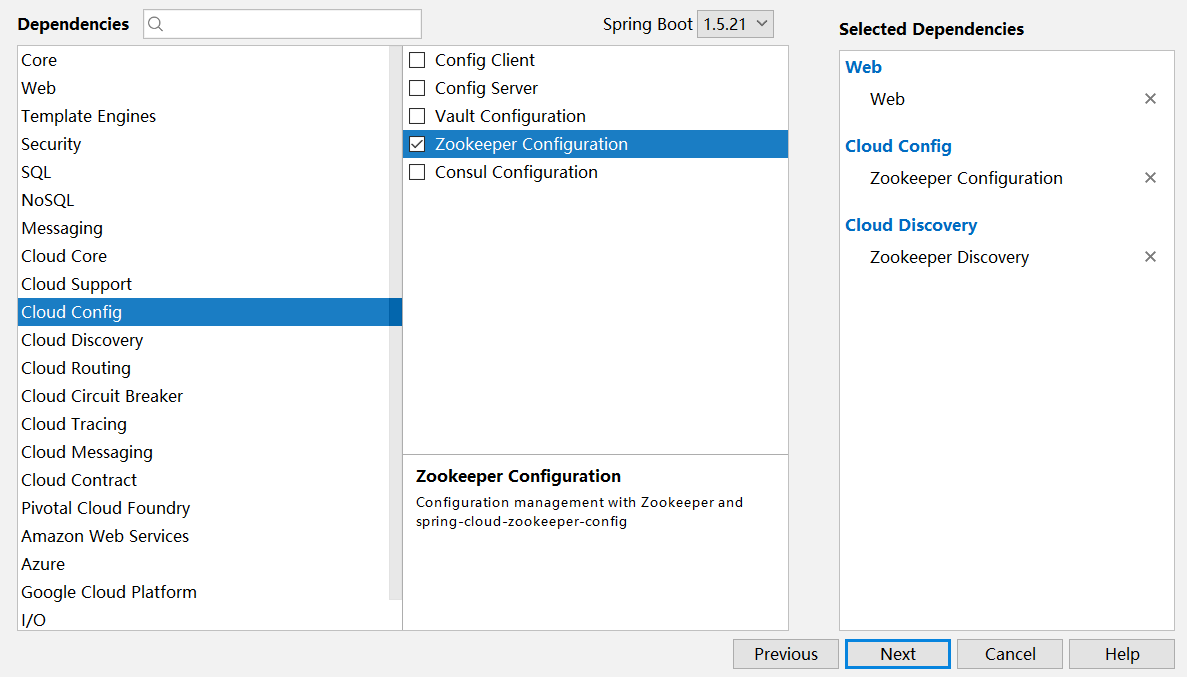 Dependencies
Spring Boot 1.5.21
Core
Web
Template Engines
Security
SQL
NoSQL
Messaging
Cloud Core
Cloud Support
Cloud Config
Cloud Discovery
Cloud Routing
Cloud Circuit Breaker
Cloud Tracing
Cloud Messaging
Cloud Contract
Pivotal Cloud Foundry
Amazon Web Services
Azure
Google Cloud Platform
I/O
Config Client
Config Server
Vault Configuration
Zookeeper Configuration
Consul Configuration
Zookeeper Configuration
Configuration management with Zookeeper and
spring-cloud-zookeeper-config
Selected Dependencies
Web
Web
Cloud Config
Zookeeper Configuration
Cloud Discovery
Zookeeper Discovery
Previous
Next
Cancel
Help